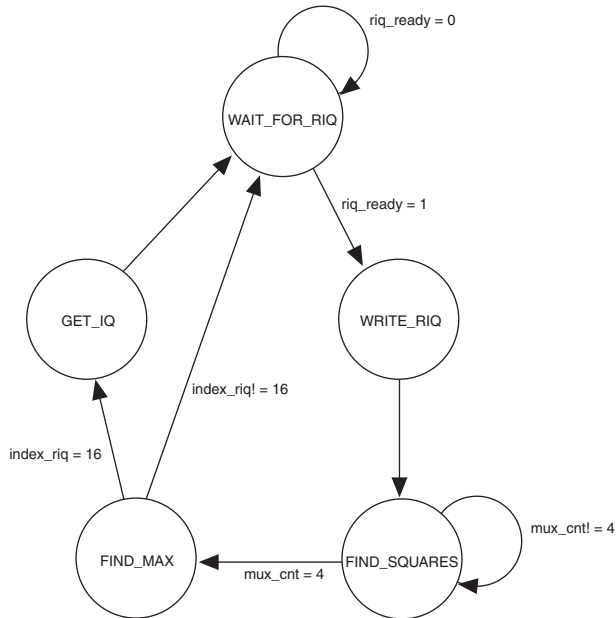 riq_ready = 0
WAIT_FOR_RIQ
riq_ready = 1
GET_IQ
WRITE_RIQ
index_riq! = 16
index_riq = 16
mux_cnt! = 4
FIND_MAX
FIND_SQUARES
mux_cnt = 4